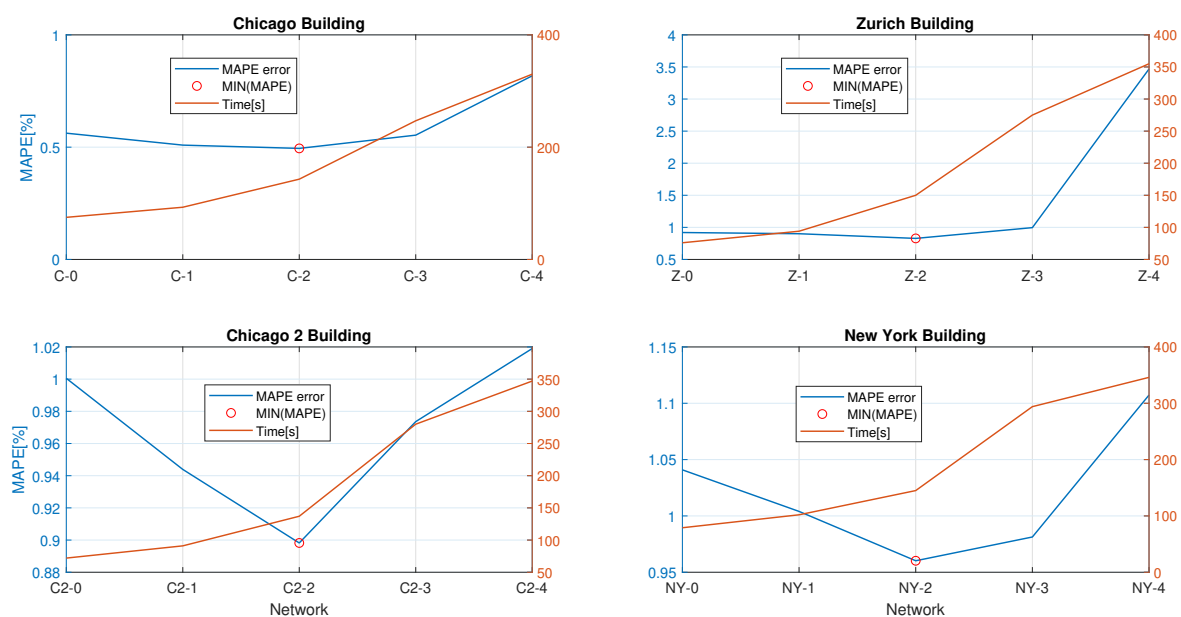 Chicago Building
MAPE[%]
1
0.5
0
400
200
0
MAPE error
MIN(MAPE)
Time[s]
C-0 C-1 C-2 C-3 C-4
Zurich Building
4
3.5
3
2.5
2
1.5
1
0.5
400
350
300
250
200
150
100
50
MAPE error
MIN(MAPE)
Time[s]
Z-0 Z-1 Z-2 Z-3 Z-4
Chicago 2 Building
MAPE[%]
1.02
1
0.98
0.96
0.94
0.92
0.9
0.88
350
300
250
200
150
100
50
MAPE error
MIN(MAPE)
Time[s]
C2-0 C2-1 C2-2 C2-3 C2-4
Network
New York Building
1.15
1.1
1.05
1
0.95
400
300
200
100
0
MAPE error
MIN(MAPE)
Time[s]
NY-0 NY-1 NY-2 NY-3 NY-4
Network